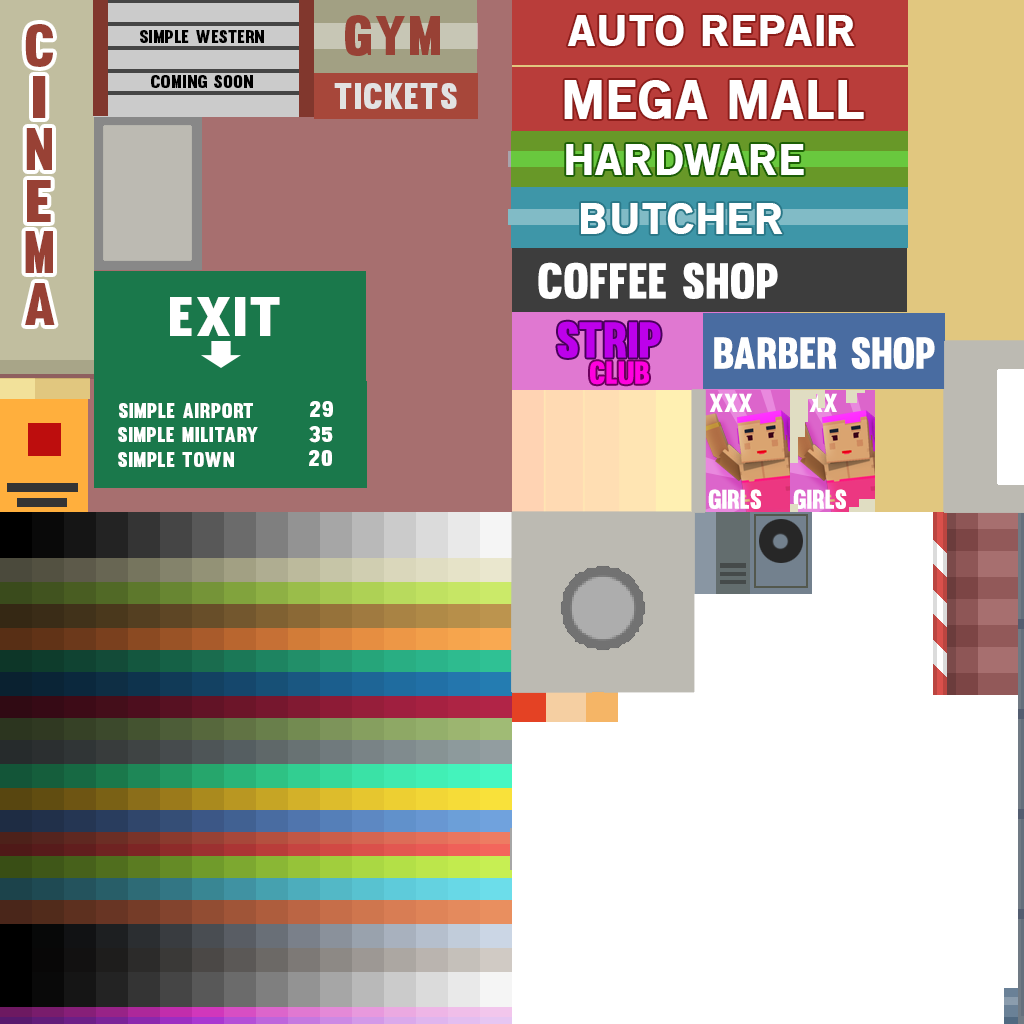 CINEMA
SIMPLE WESTERN
COMING SOON
GYM
TICKETS
EXIT
SIMPLE AIRPORT 29
SIMPLE MILITARY 35
SIMPLE TOWN 20
AUTO REPAIR
MEGA MALL
HARDWARE
BUTCHER
COFFEE SHOP
STRIP
CLUB
BARBER SHOP
XXX
GIRLS
XX
GIRLS